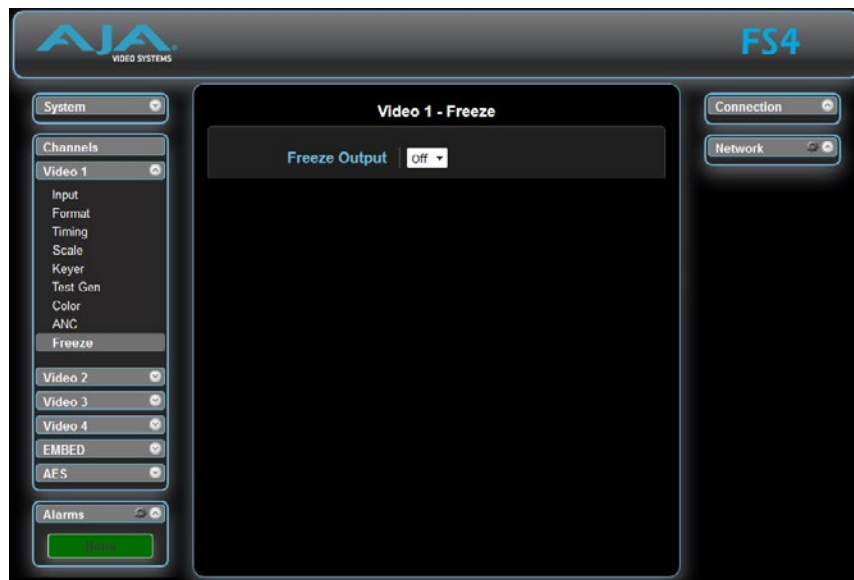 AJA
VIDEO SYSTEMS
FS4
System
Channels
Video 1
Input
Format
Timing
Scale
Keyer
Test Gen
Color
ANC
Freeze
Video 2
Video 3
Video 4
EMBED
AES
Alarms
None
Video 1 - Freeze
Freeze Output
Off
Connection
Network